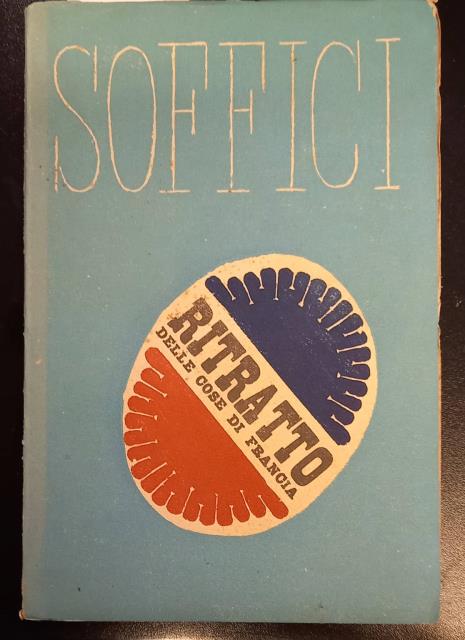 SOFFICI
RITRATTO
DELLE COSE DI FRANCIA